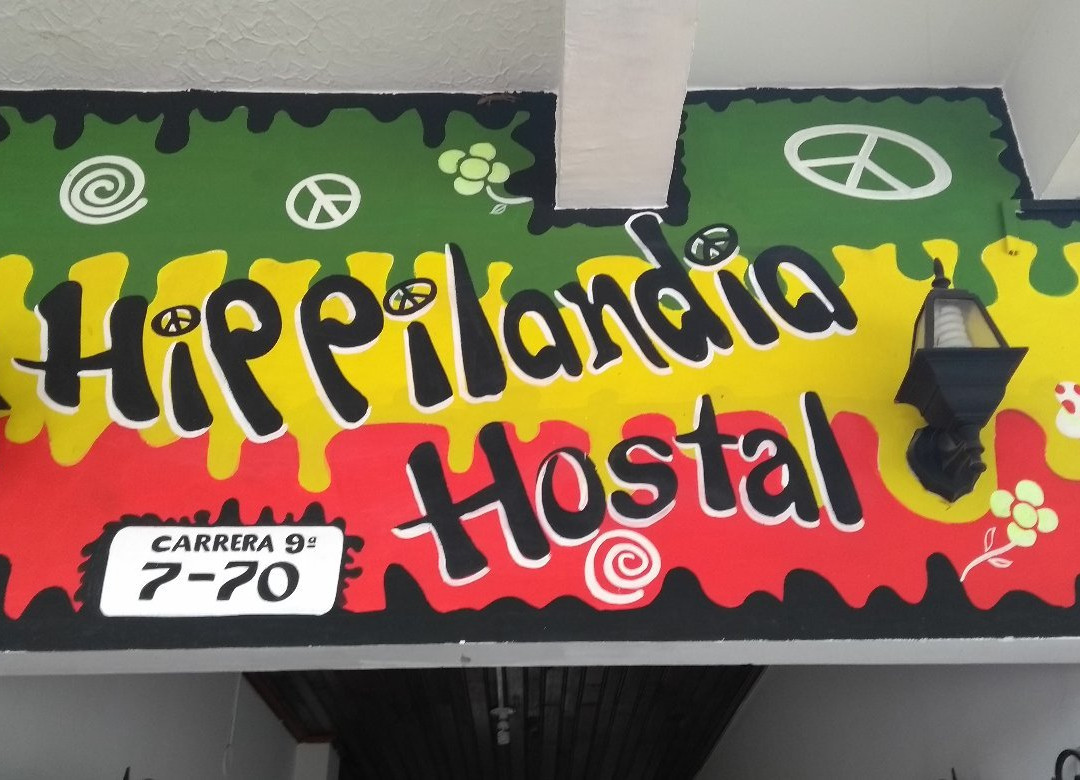 Hippilandia
Hostal
CARRERA 9ª
7-70